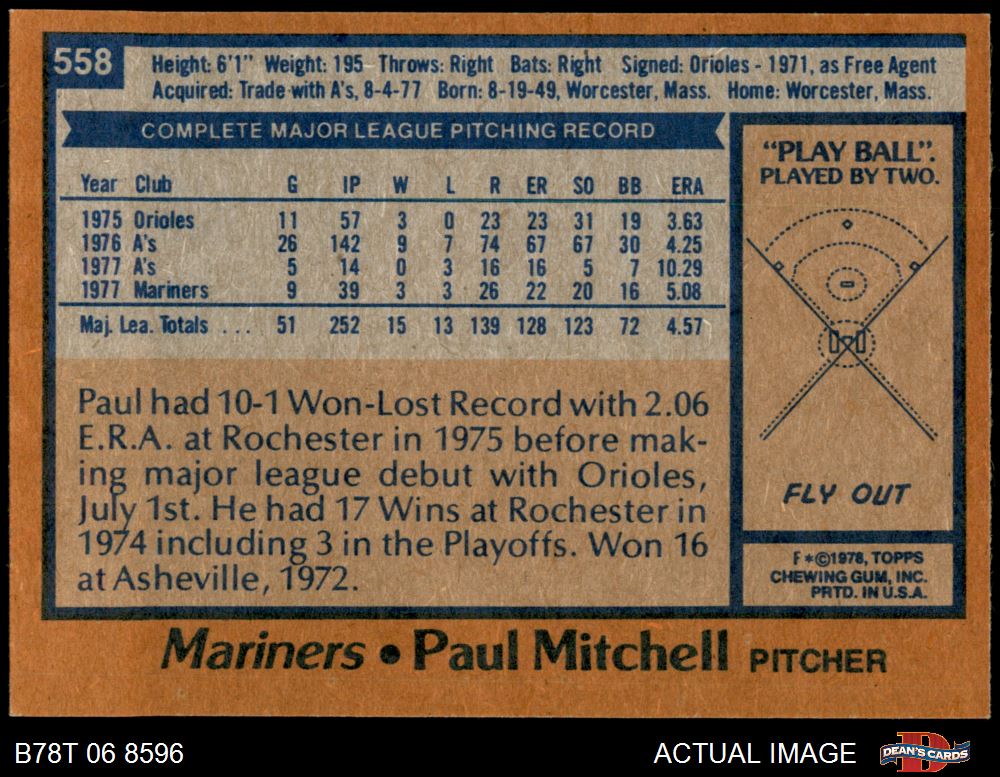 558
Height: 6'1" Weight: 195 Throws: Right Bats: Right Signed: Orioles - 1971, as Free Agent
Acquired: Trade with A's, 8-4-77 Born: 8-19-49, Worcester, Mass. Home: Worcester, Mass.
COMPLETE MAJOR LEAGUE PITCHING RECORD
Year Club G IP W L R ER SO BB ERA
1975 Orioles 11 57 3 0 23 23 31 19 3.63
1976 A's 26 142 9 7 74 67 67 30 4.25
1977 A's 5 14 0 3 16 16 5 7 10.29
1977 Mariners 9 39 3 3 26 22 20 16 5.08
Maj. Lea. Totals ... 51 252 15 13 139 128 123 72 4.57
Paul had 10-1 Won-Lost Record with 2.06
E.R.A. at Rochester in 1975 before mak-
ing major league debut with Orioles,
July 1st. He had 17 Wins at Rochester in
1974 including 3 in the Playoffs. Won 16
at Asheville, 1972.
"PLAY BALL".
PLAYED BY TWO.
FLY OUT
F*©1978, TOPPS
CHEWING GUM, INC.
PRTD. IN U.S.A.
Mariners • Paul Mitchell PITCHER
B78T 06 8596
ACTUAL IMAGE
D
DEAN'S CARDS